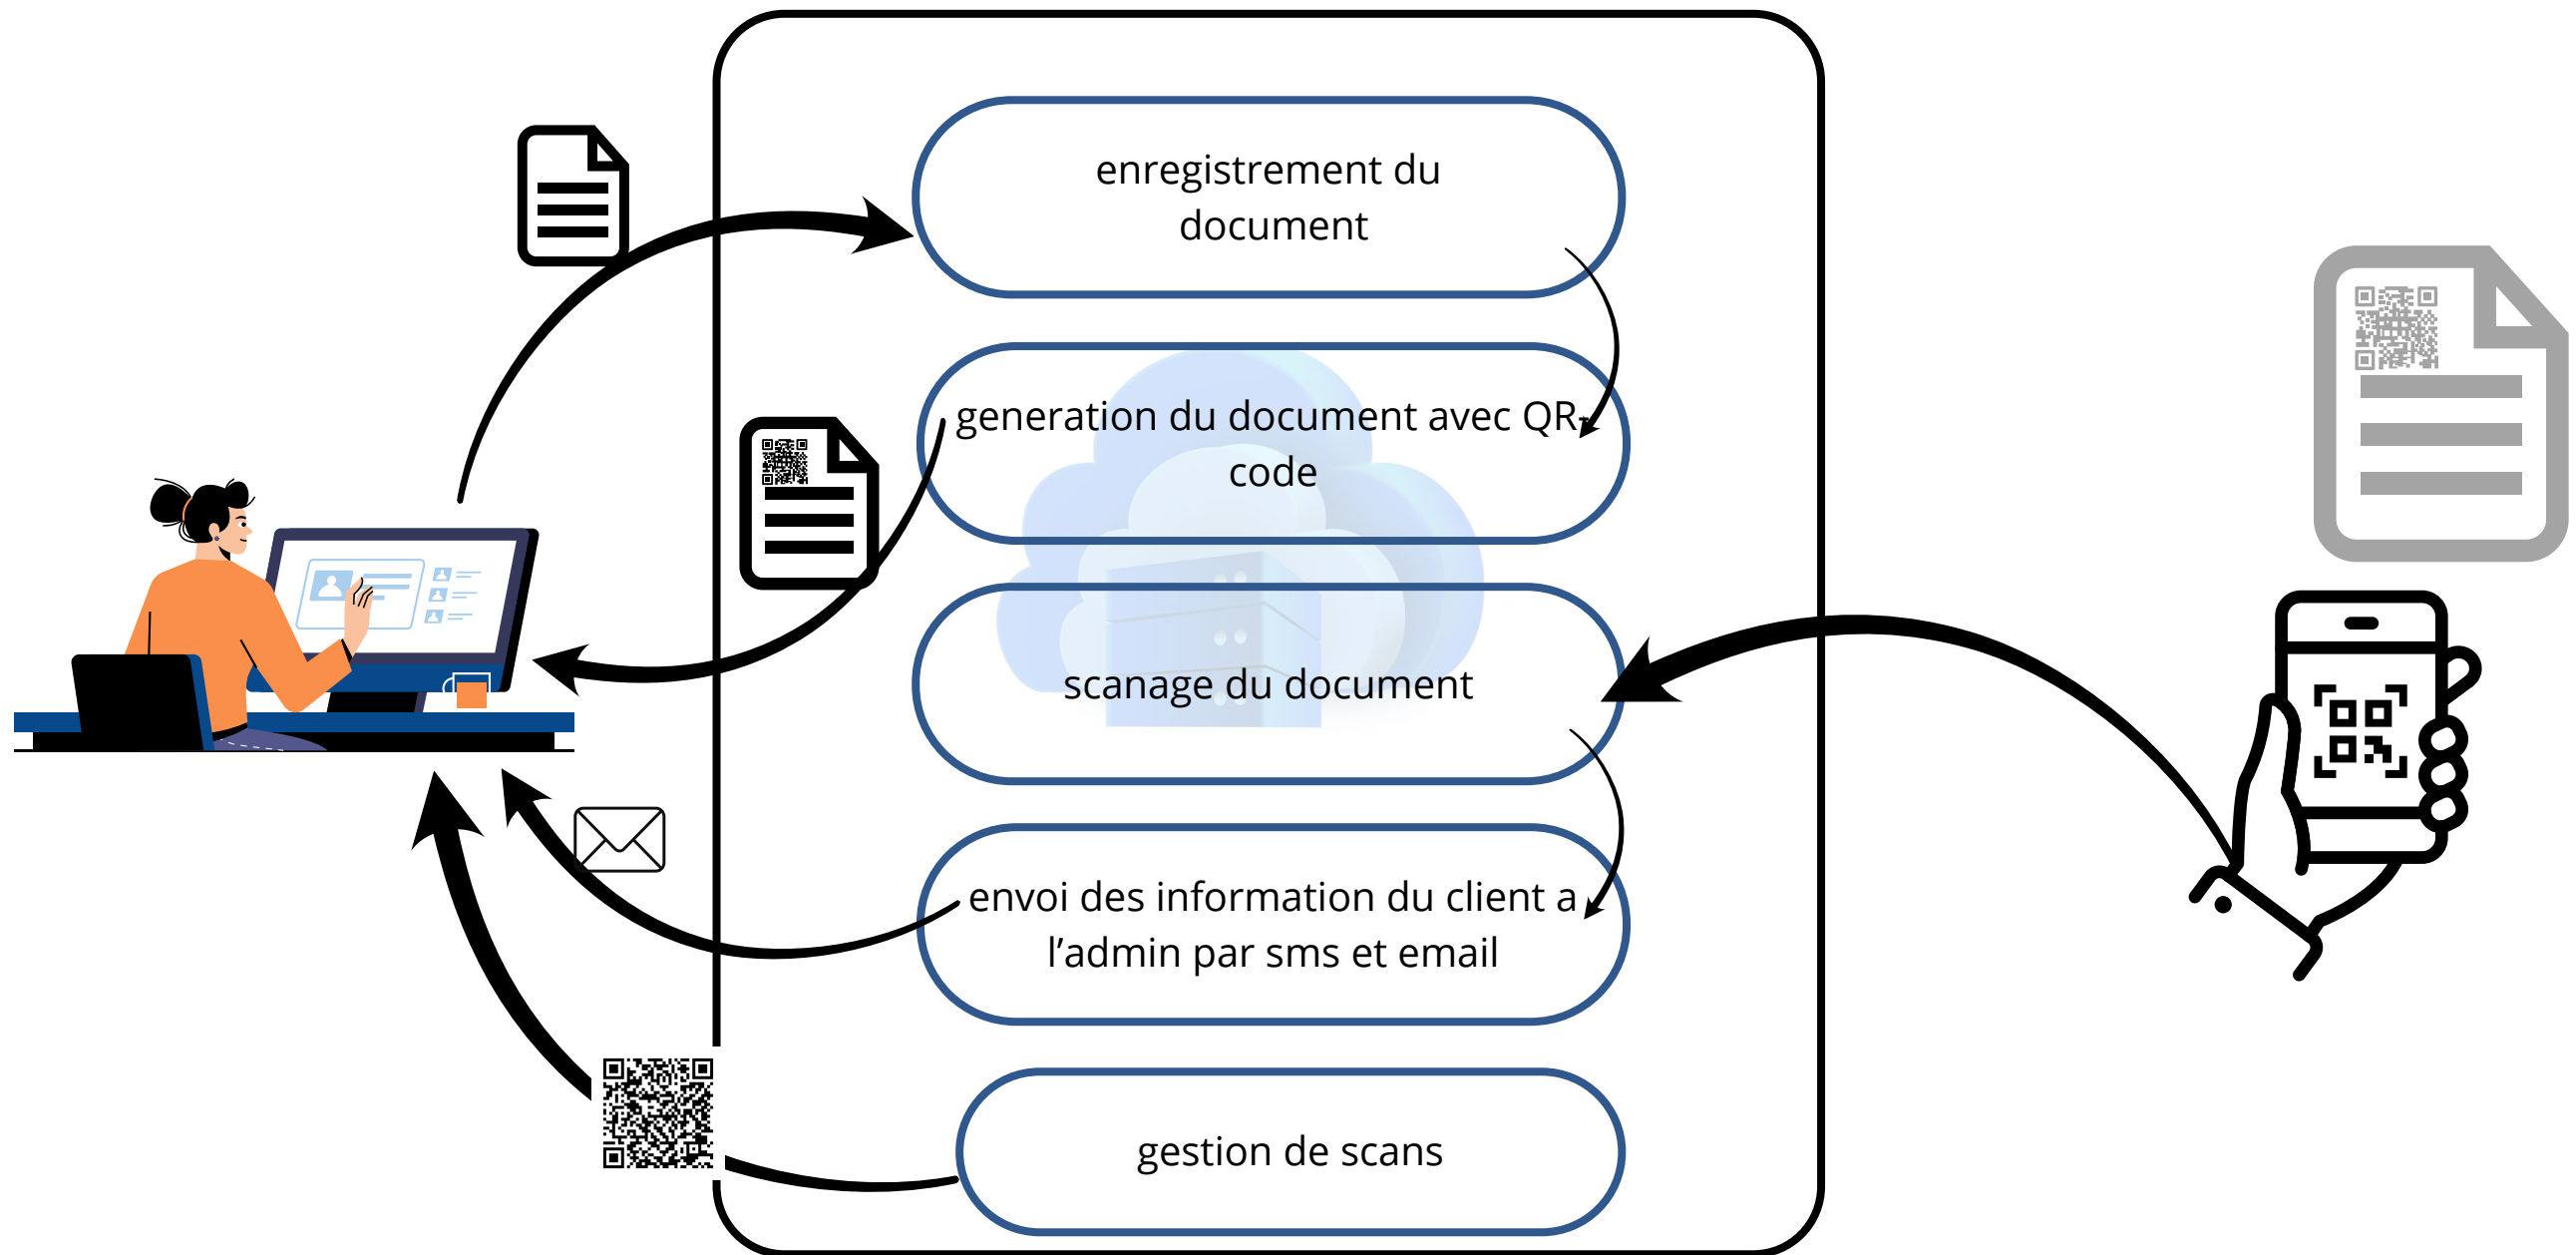 enregistrement du
document
generation du document avec QR-
code
scanage du document
envoi des information du client a
l’admin par sms et email
gestion de scans